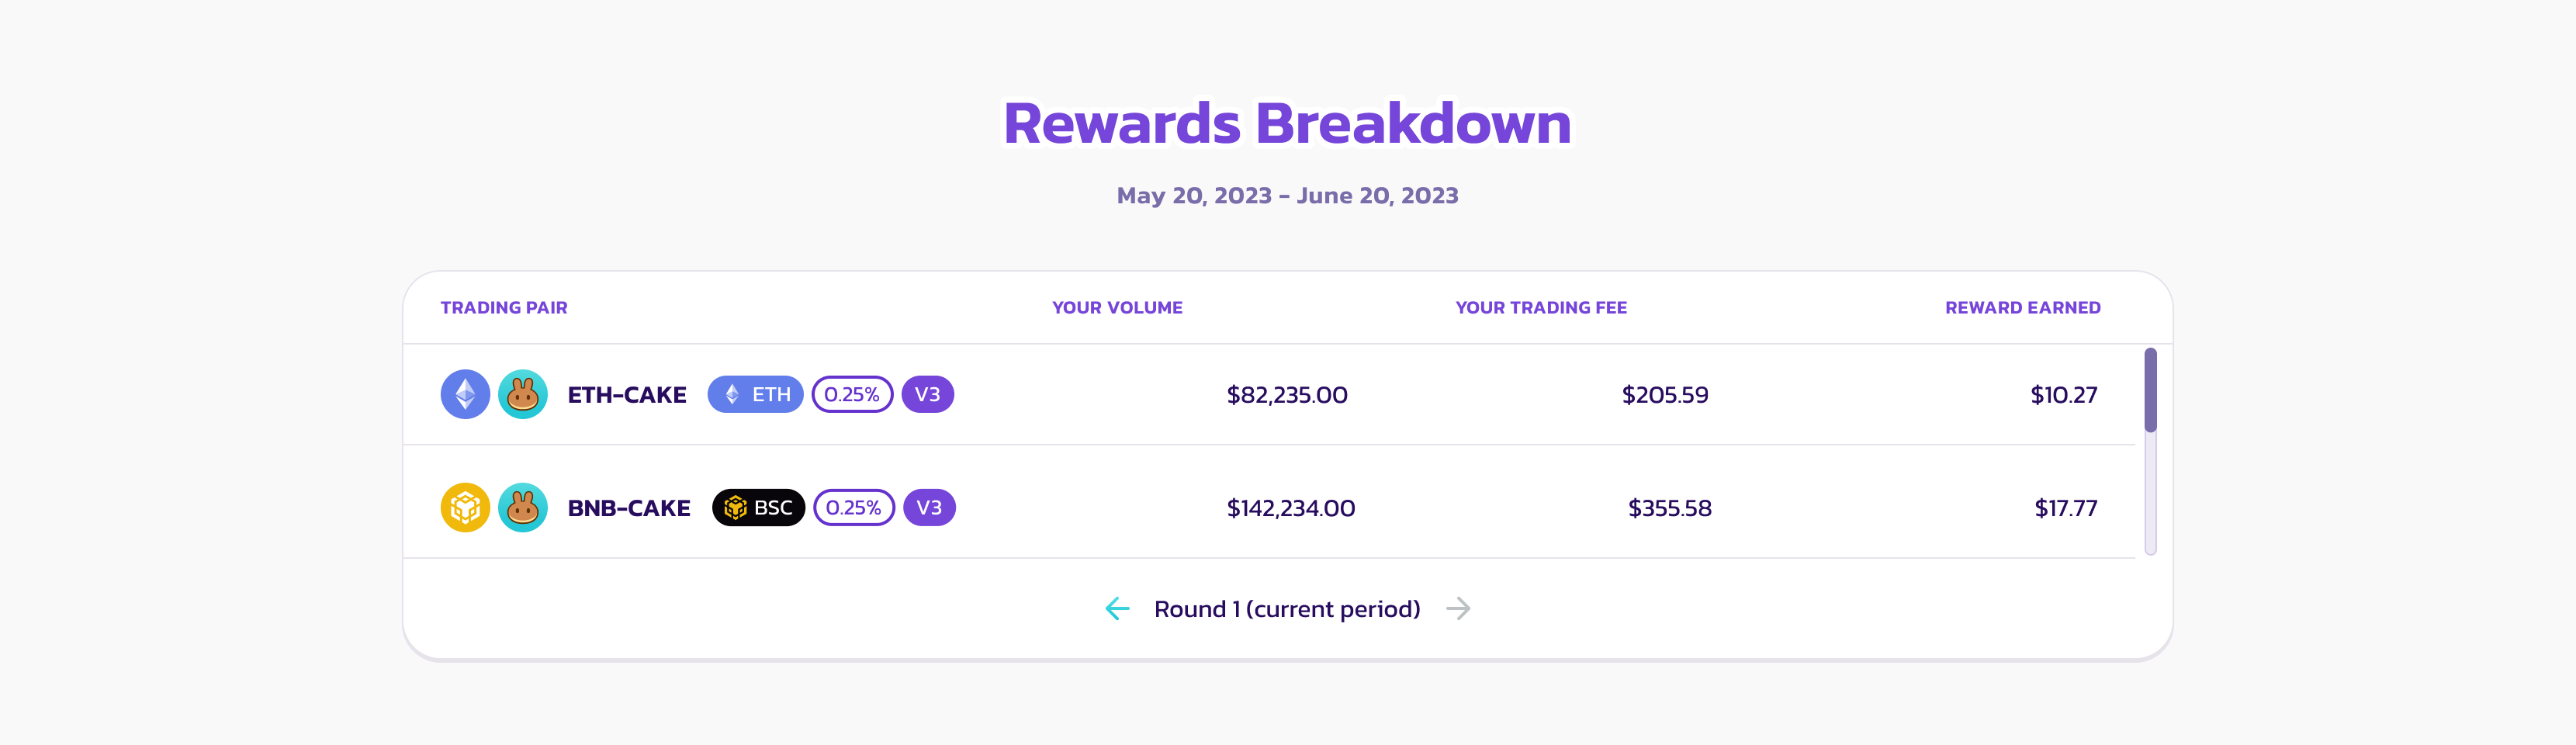 Rewards Breakdown
May 20, 2023 - June 20, 2023
TRADING PAIR YOUR VOLUME YOUR TRADING FEE REWARD EARNED
ETH-CAKE ETH 0.25% V3 $82,235.00 $205.59 $10.27
BNB-CAKE BSC 0.25% V3 $142,234.00 $355.58 $17.77
Round 1 (current period)